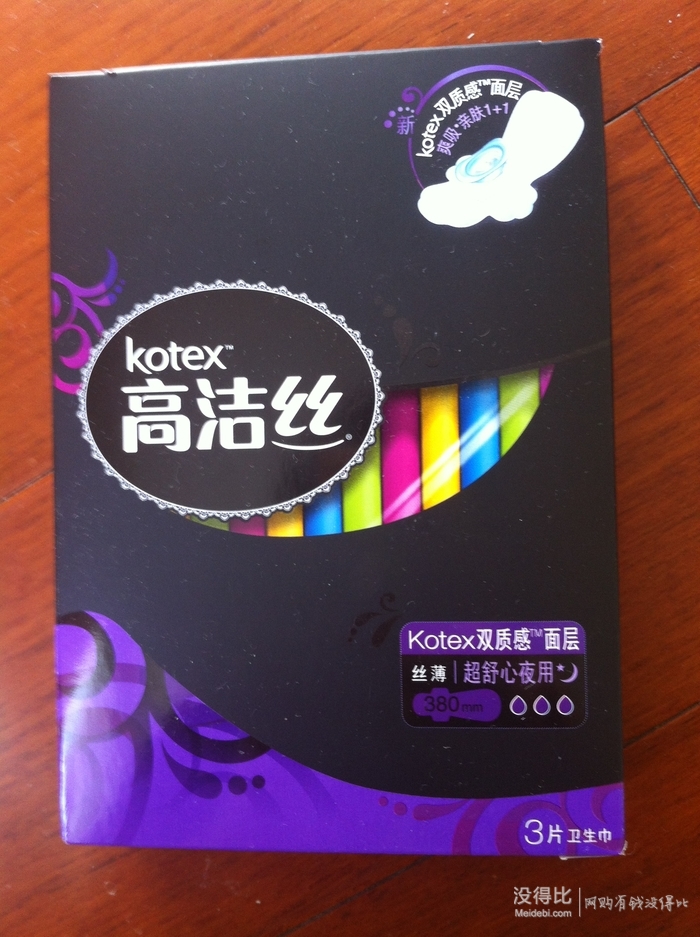 新
kotex双质感™面层
爽吸·亲肤1+1
kotex™
高洁丝®
Kotex双质感™面层
丝薄 | 超舒心夜用
380mm
3片卫生巾
没得比
Meidebi.com
网购有钱没得比